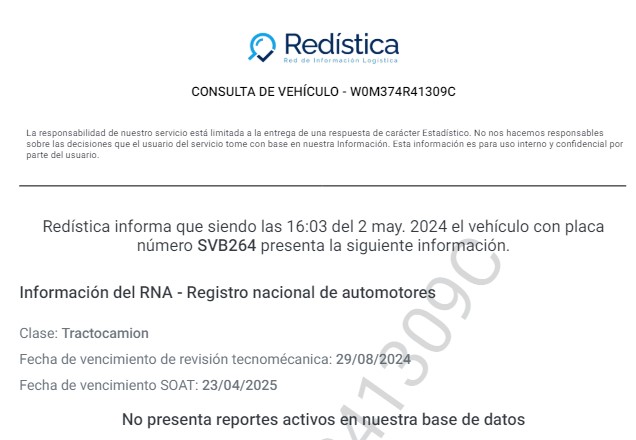 Redística
Red de Información Logística
CONSULTA DE VEHÍCULO - W0M374R41309C
La responsabilidad de nuestro servicio está limitada a la entrega de una respuesta de carácter Estadístico. No nos hacemos responsables
sobre las decisiones que el usuario del servicio tome con base en nuestra Información. Esta información es para uso interno y confidencial por
parte del usuario.
Redística informa que siendo las 16:03 del 2 may. 2024 el vehículo con placa
número SVB264 presenta la siguiente información.
Información del RNA - Registro nacional de automotores
Clase: Tractocamion
Fecha de vencimiento de revisión tecnomécanica: 29/08/2024
Fecha de vencimiento SOAT: 23/04/2025
No presenta reportes activos en nuestra base de datos
41309C